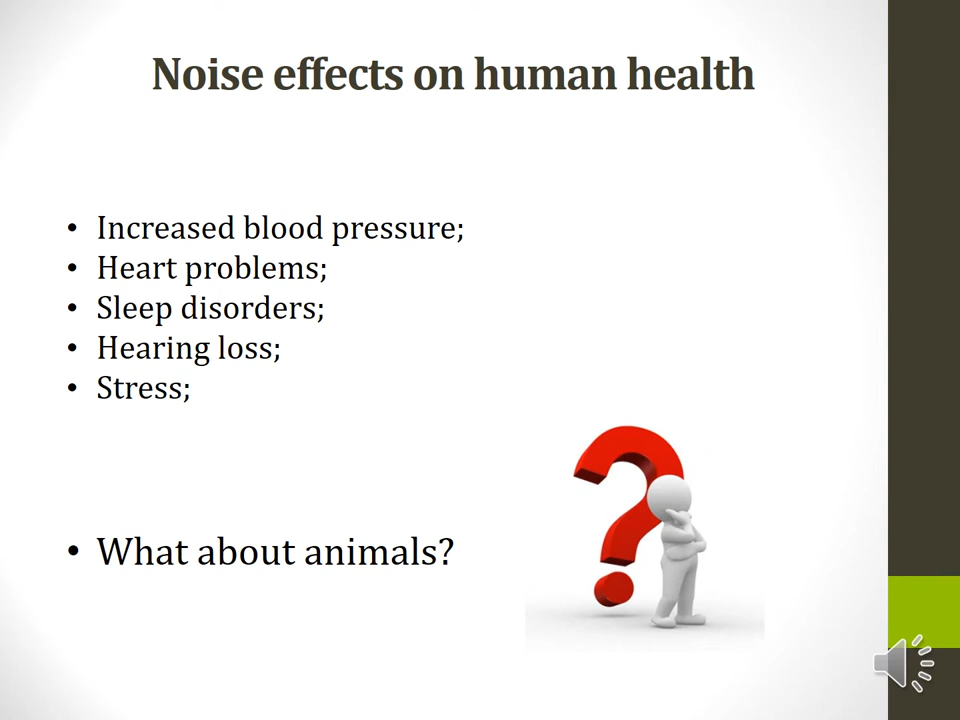 Noise effects on human health
• Increased blood pressure;
• Heart problems;
• Sleep disorders;
• Hearing loss;
• Stress;
• What about animals?